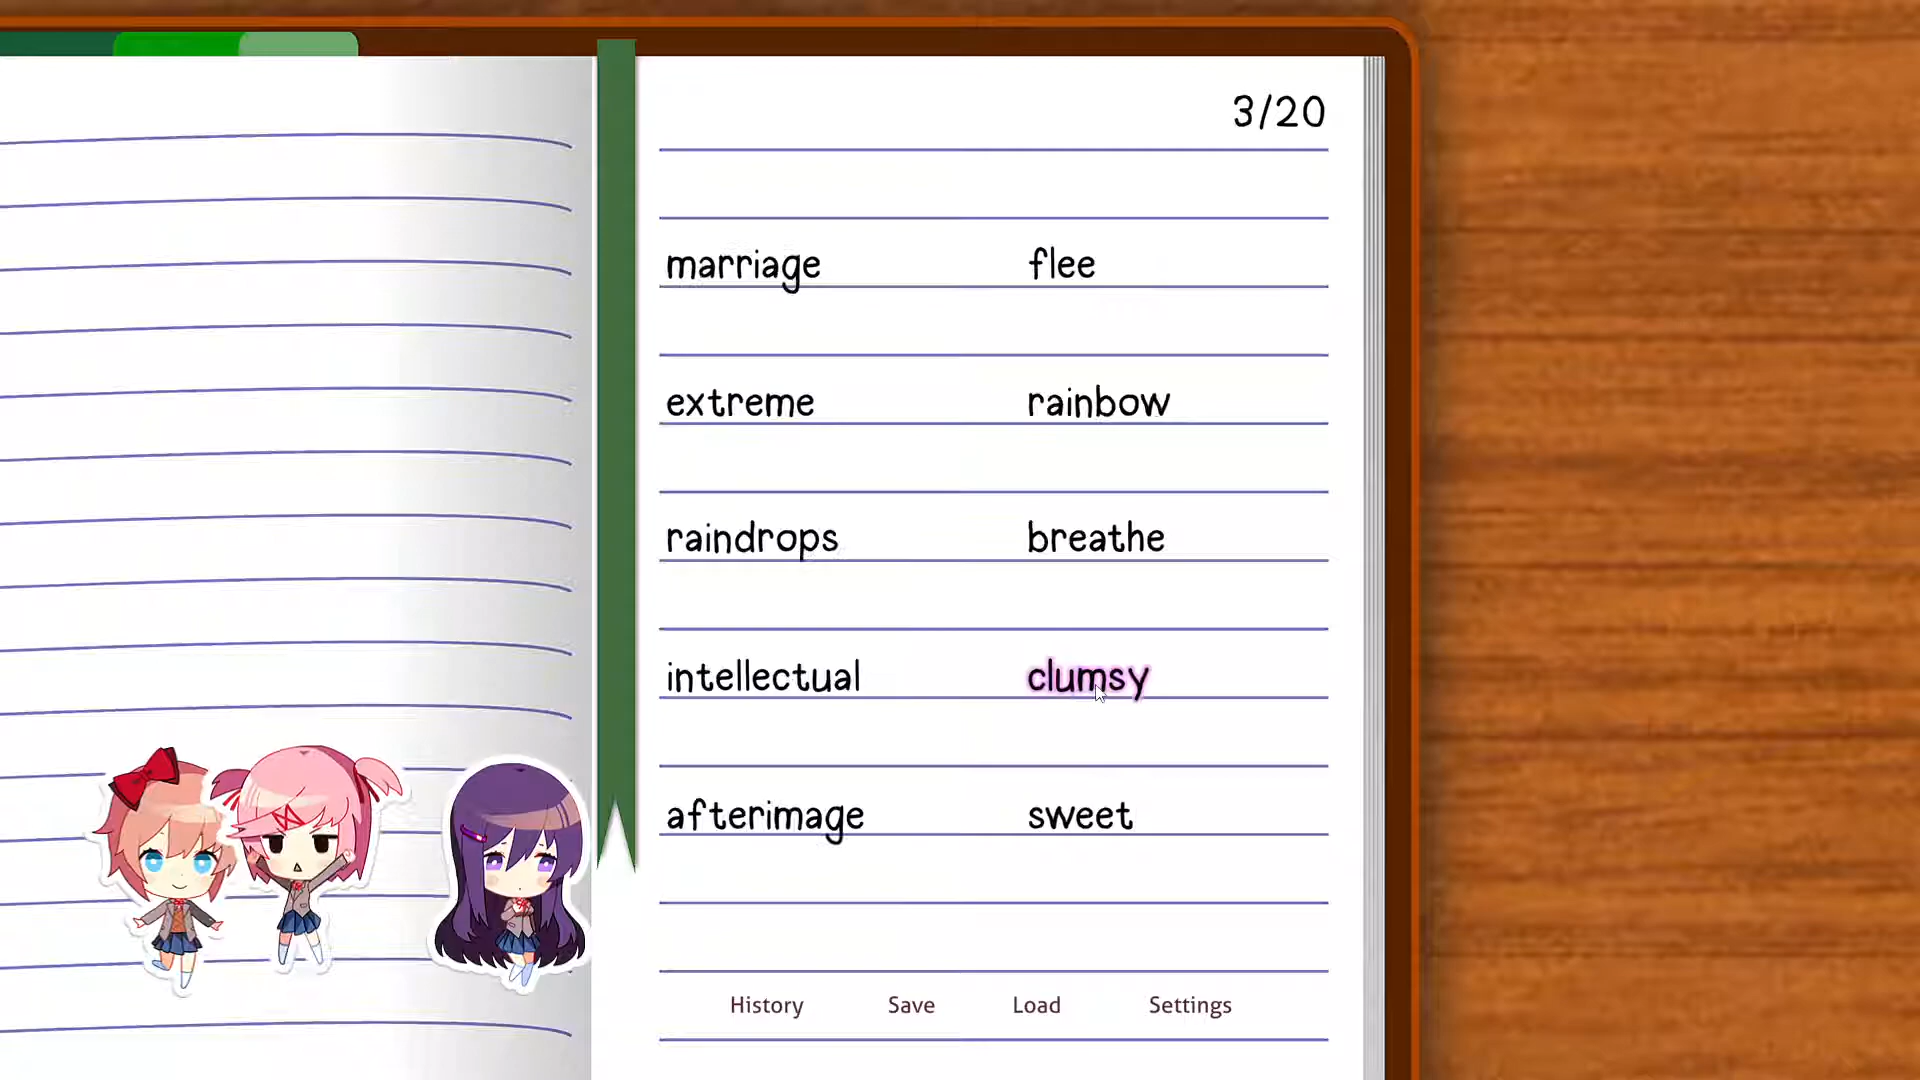 3/20
marriage flee
extreme rainbow
raindrops breathe
intellectual clumsy
afterimage sweet
History Save Load Settings